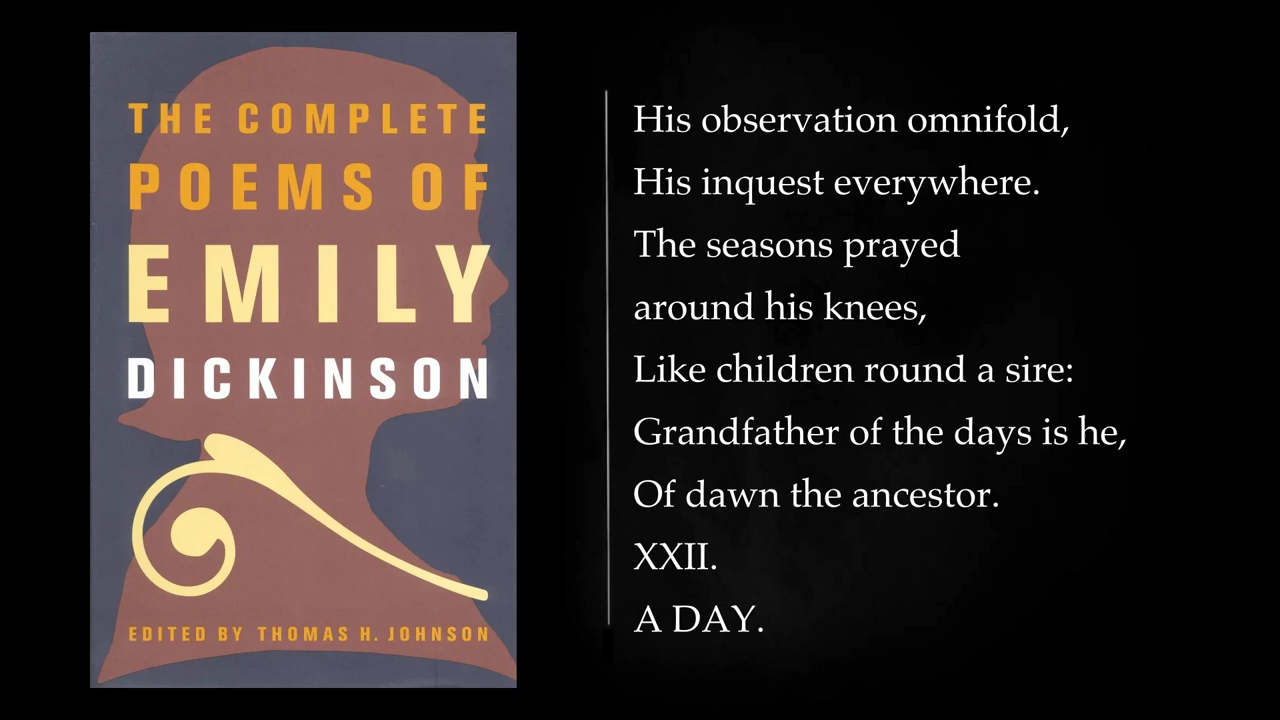 THE COMPLETE
POEMS OF
EMILY
DICKINSON
EDITED BY THOMAS H. JOHNSON
His observation omnifold,
His inquest everywhere.
The seasons prayed
around his knees,
Like children round a sire:
Grandfather of the days is he,
Of dawn the ancestor.
XXII.
A DAY.